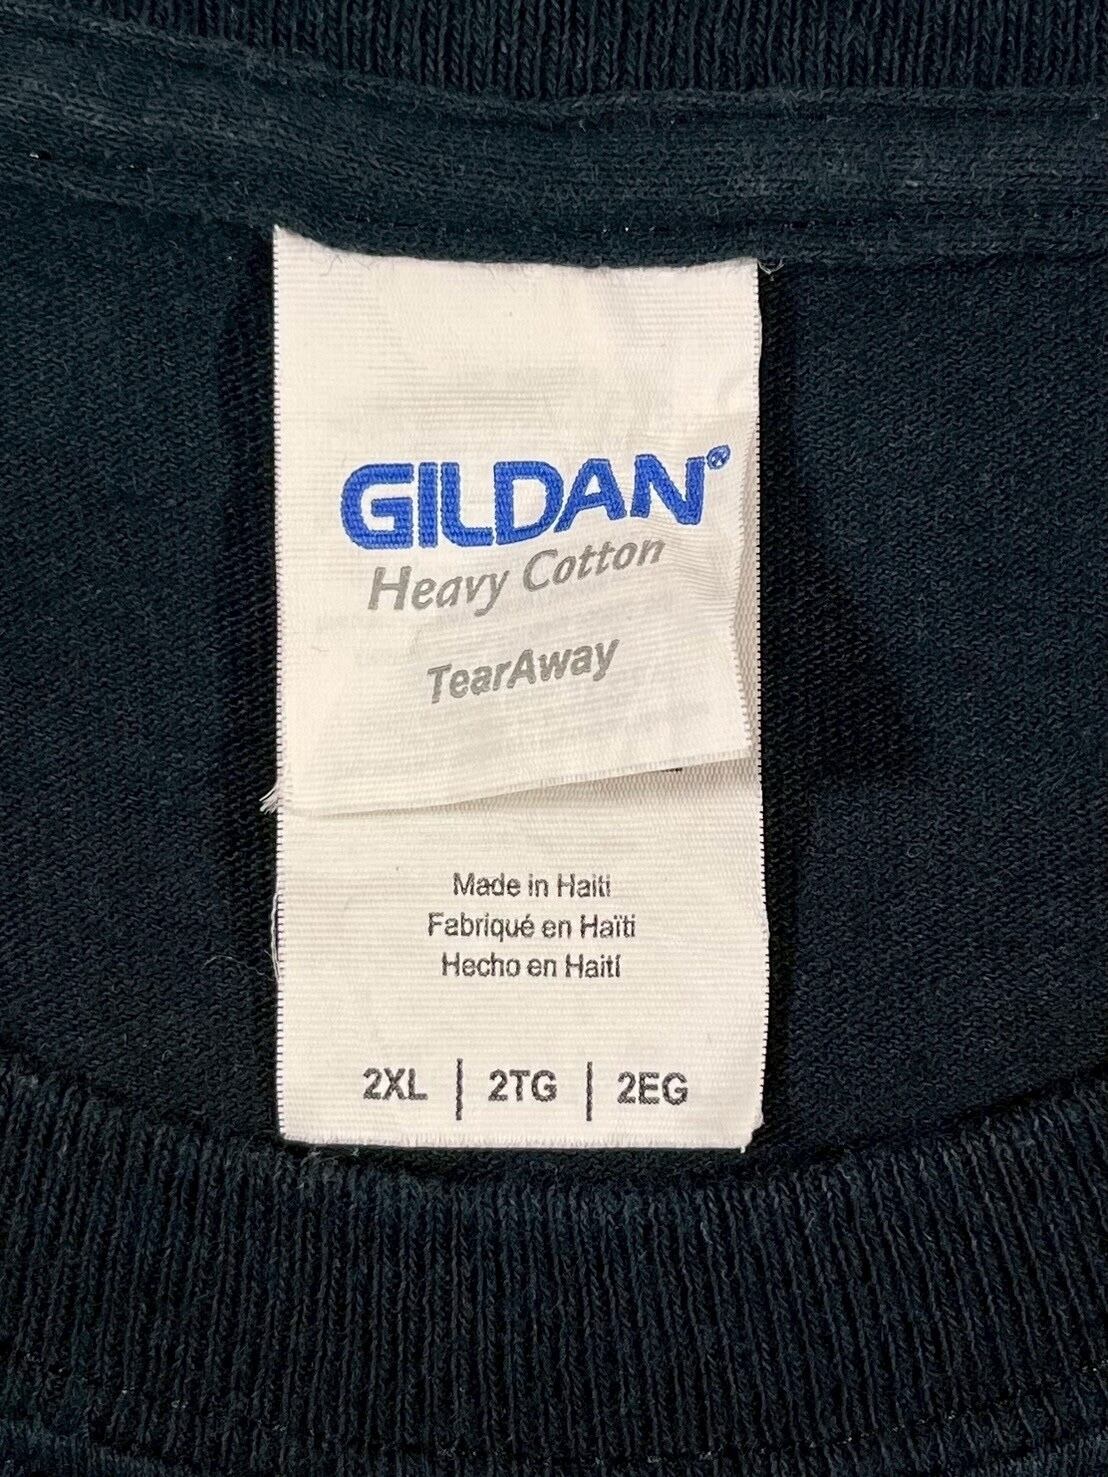 GILDAN®
Heavy Cotton
TearAway
Made in Haiti
Fabriqué en Haïti
Hecho en Haití
2XL | 2TG | 2EG